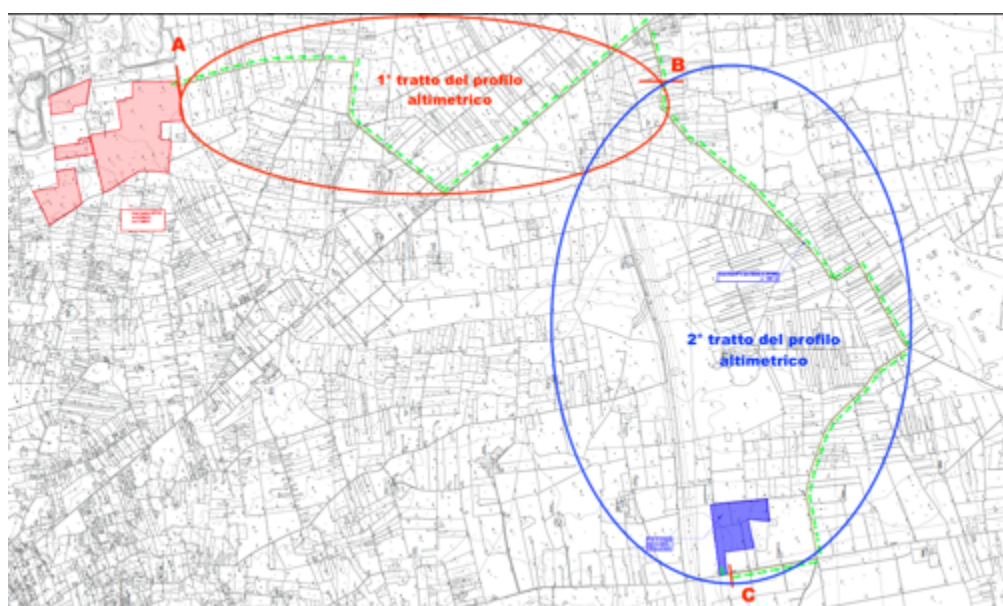 A
1° tratto del profilo
altimetrico
B
2° tratto del profilo
altimetrico
C